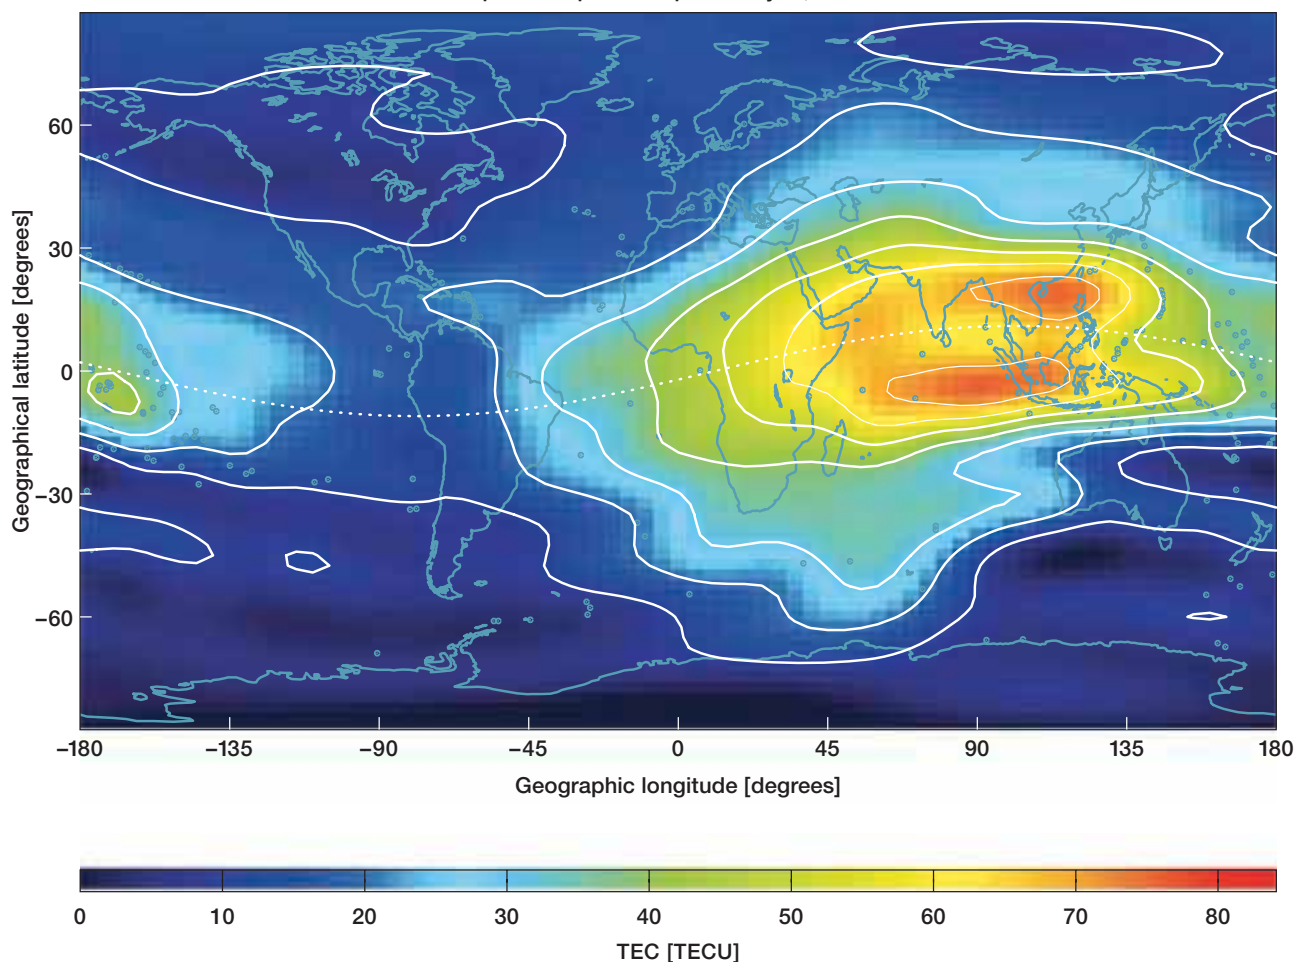 60
30
0
−30
−60
Geographical latitude [degrees]
−180 −135 −90 −45 0 45 90 135 180
Geographic longitude [degrees]
0 10 20 30 40 50 60 70 80
TEC [TECU]